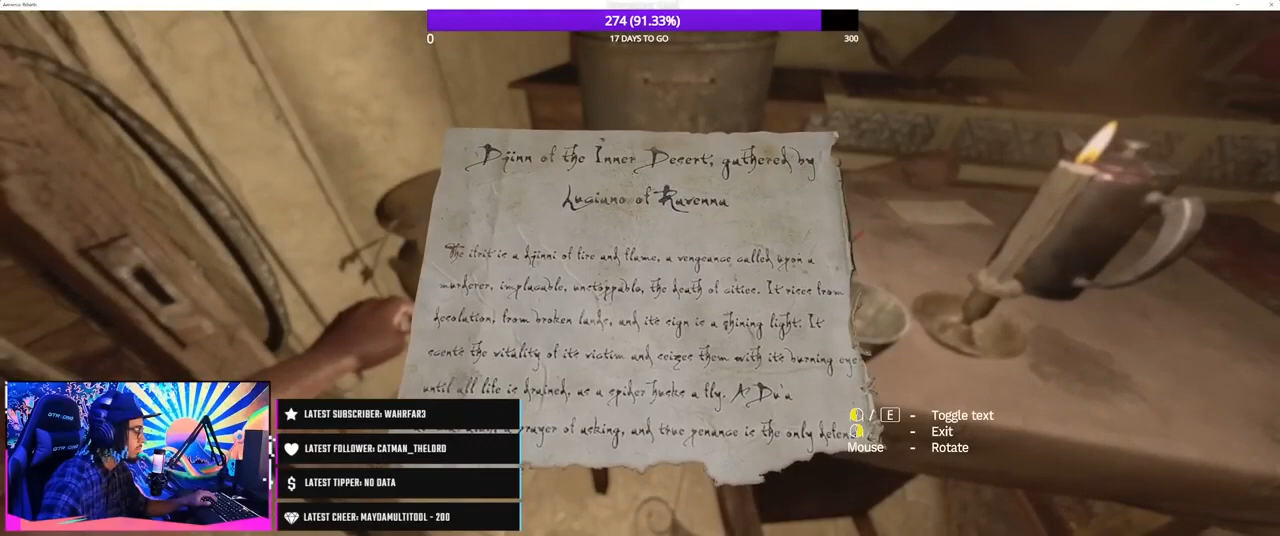 Amnesia: Rebirth
274 (91.33%)
0
17 DAYS TO GO
300
Djinn of the Inner Desert, gathered by
Luciano of Ravenna
The ifrit is a djinni of fire and flame, a vengeance called upon a
murderer, implacable, unstoppable, the death of cities. It rises from
desolation, from broken lands, and its sign is a shining light. It
scents the vitality of its victim and seizes them with its burning eye
until all life is drained, as a spider husks a fly. A Du'a
prayer of asking, and true penance is the only defens
/ E - Toggle text
- Exit
Mouse - Rotate
LATEST SUBSCRIBER: WAHRFAR3
LATEST FOLLOWER: CATMAN_THELORD
LATEST TIPPER: NO DATA
LATEST CHEER: MAYDAMULTITOOL - 200